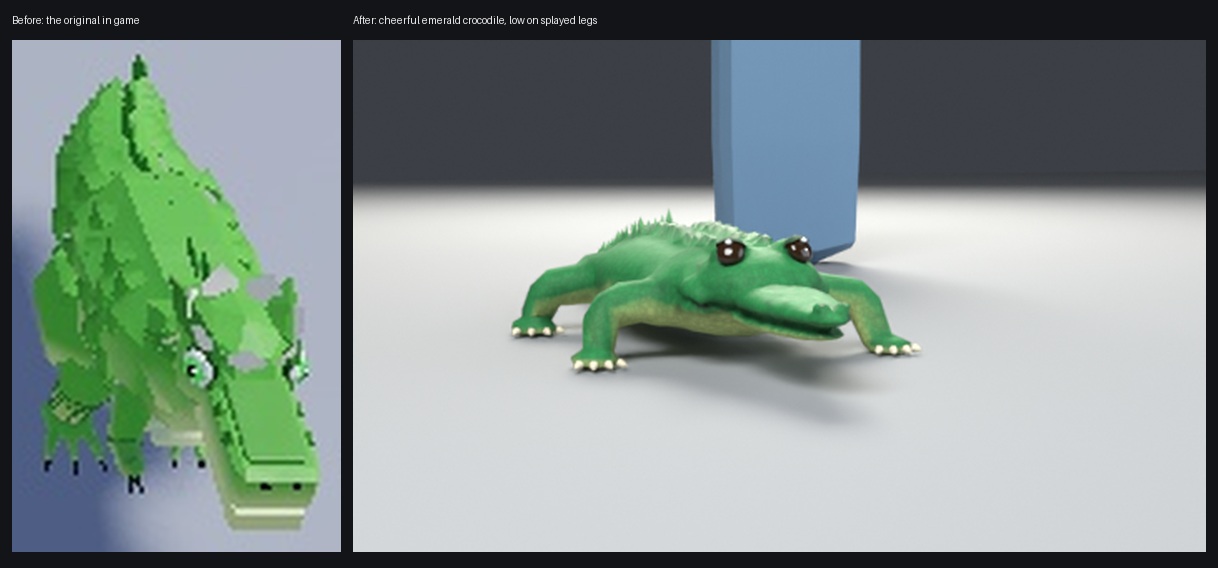 Before: the original in game
After: cheerful emerald crocodile, low on splayed legs